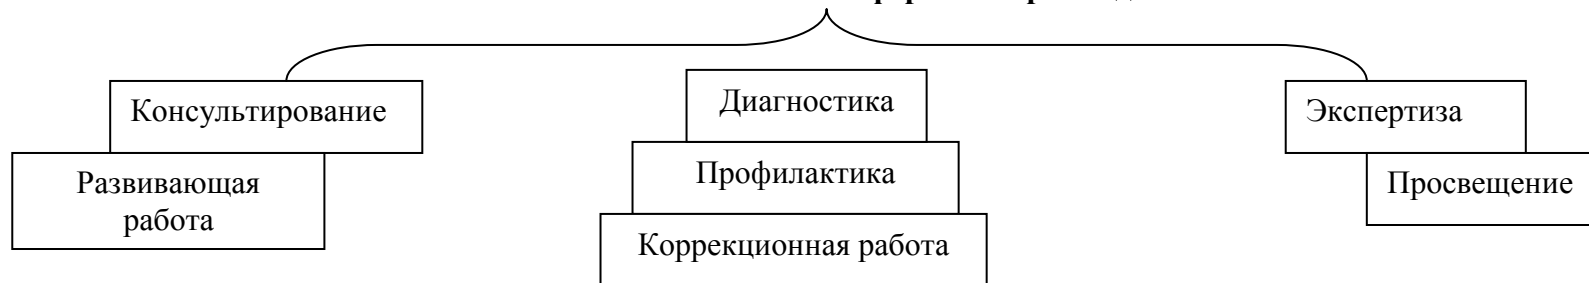 Консультирование
Развивающая
работа
Диагностика
Профилактика
Коррекционная работа
Экспертиза
Просвещение